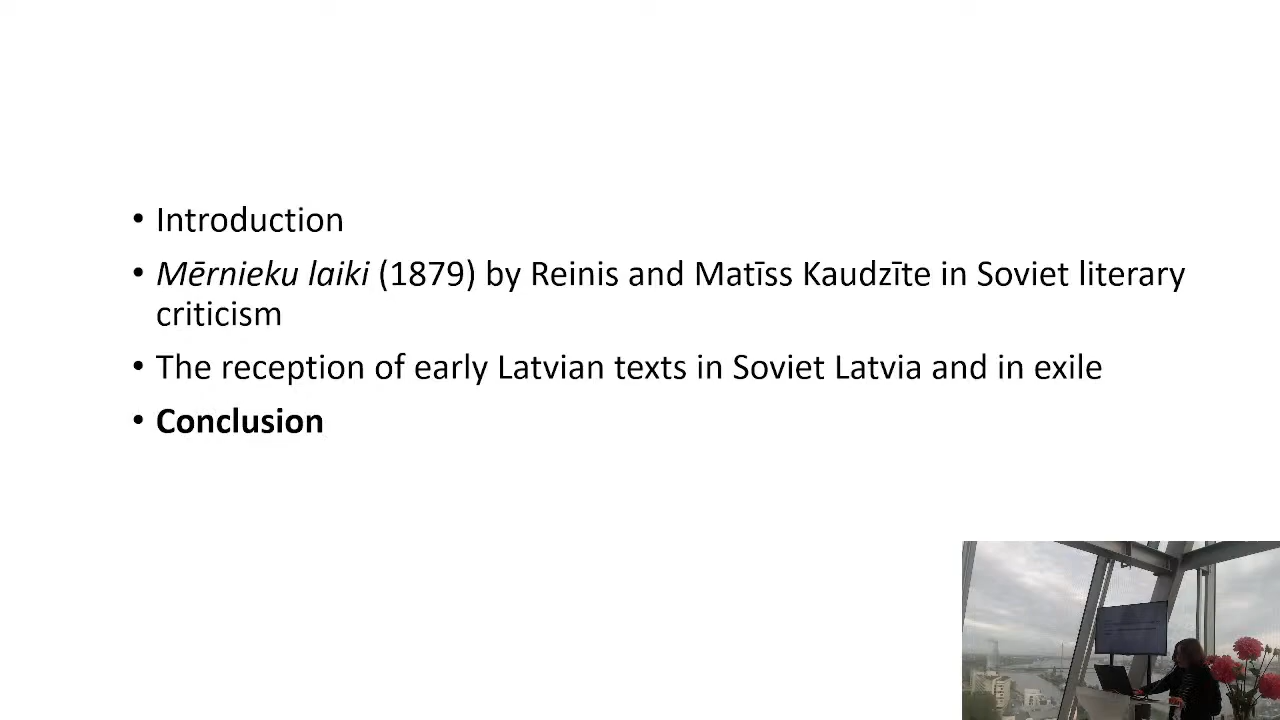 • Introduction
• Mērnieku laiki (1879) by Reinis and Matīss Kaudzīte in Soviet literary
criticism
• The reception of early Latvian texts in Soviet Latvia and in exile
• Conclusion